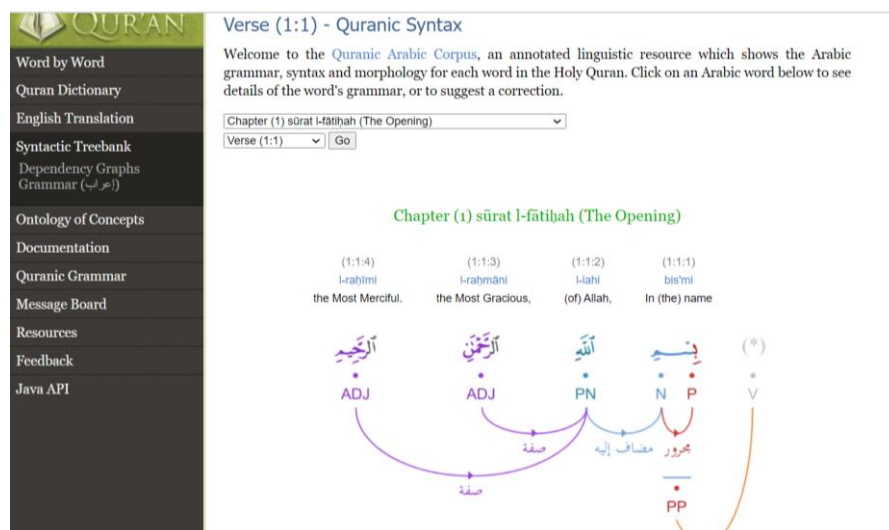 QUR'AN
Word by Word
Quran Dictionary
English Translation
Syntactic Treebank
Dependency Graphs
Grammar (إعراب)
Ontology of Concepts
Documentation
Quranic Grammar
Message Board
Resources
Feedback
Java API
Verse (1:1) - Quranic Syntax
Welcome to the Quranic Arabic Corpus, an annotated linguistic resource which shows the Arabic
grammar, syntax and morphology for each word in the Holy Quran. Click on an Arabic word below to see
details of the word's grammar, or to suggest a correction.
Chapter (1) sūrat l-fātiḥah (The Opening)
Verse (1:1) Go
Chapter (1) sūrat l-fātiḥah (The Opening)
(1:1:4) (1:1:3) (1:1:2) (1:1:1)
l-raḥīmi l-raḥmāni l-lahi bis'mi
the Most Merciful. the Most Gracious, (of) Allah, In (the) name
بِسْمِ ٱللَّهِ ٱلرَّحْمَٰنِ ٱلرَّحِيمِ (*)
ADJ ADJ PN N P V
صفة مضاف إليه مجرور
صفة
PP